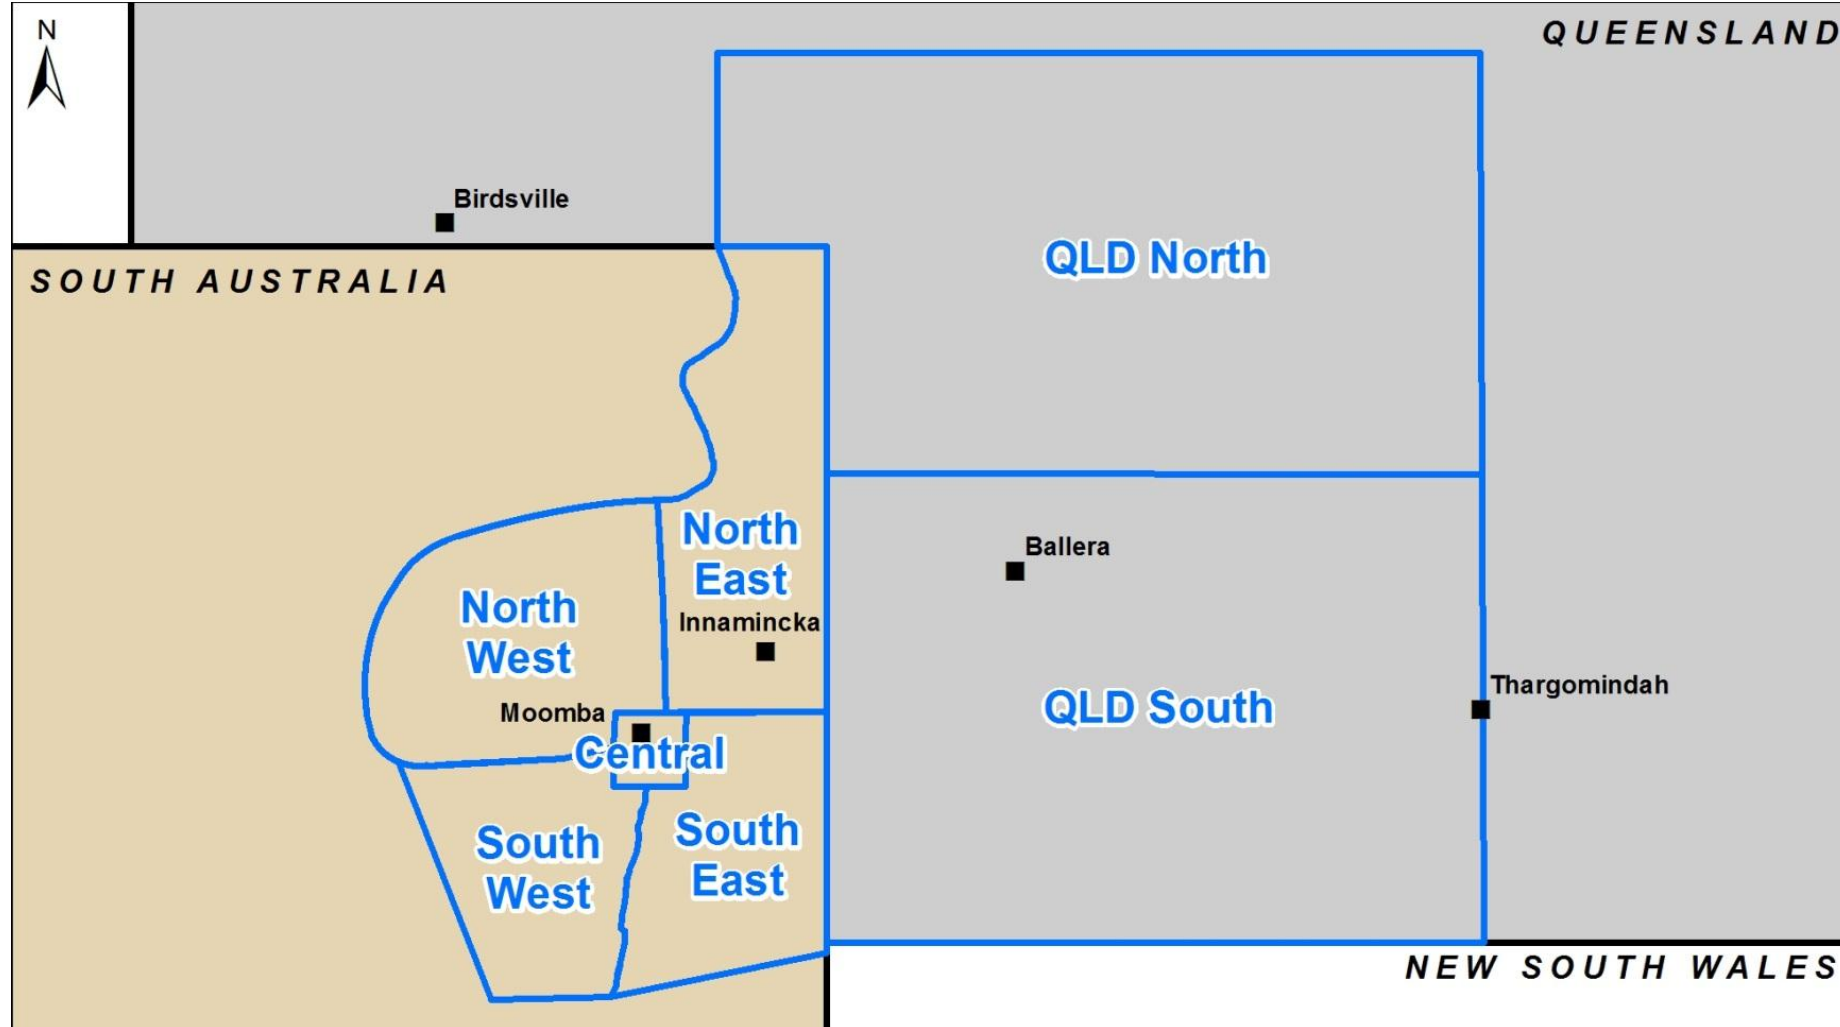 N
QUEENSLAND
Birdsville
QLD North
SOUTH AUSTRALIA
North
East
Ballera
North
West
Innamincka
Thargomindah
Moomba
QLD South
Central
South
West
South
East
NEW SOUTH WALES